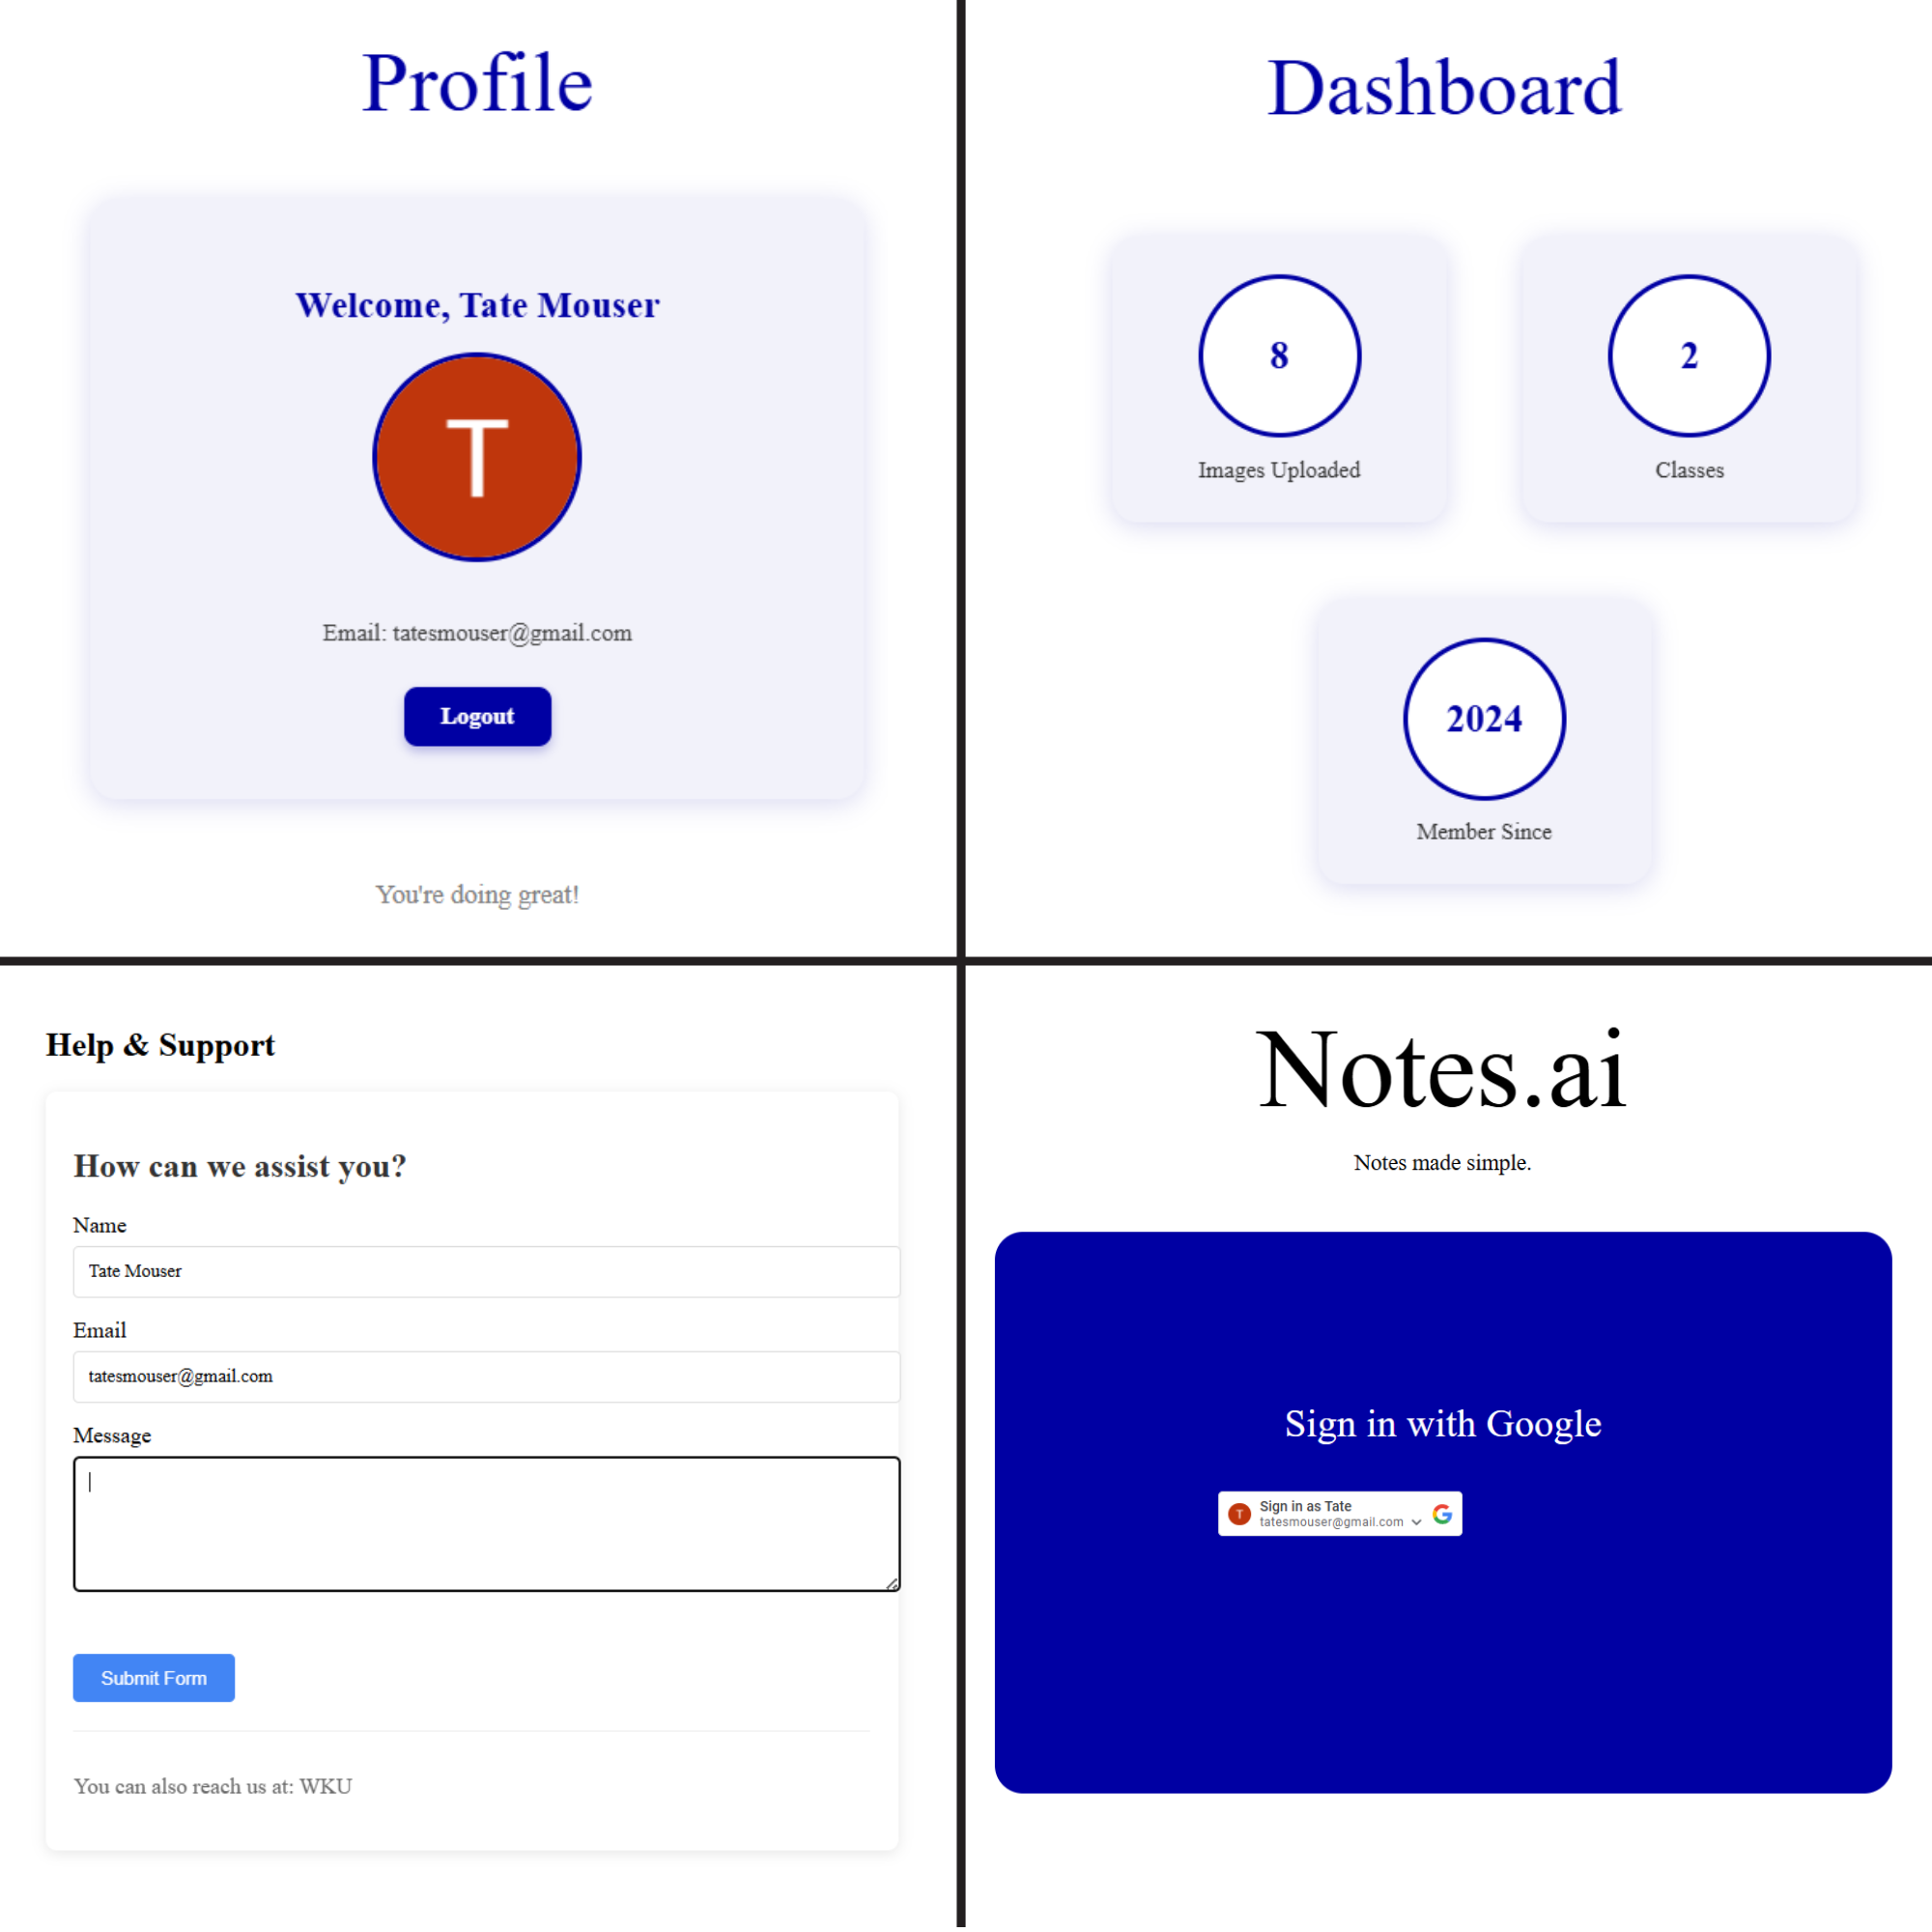 Profile
Welcome, Tate Mouser
T
Email: tatesmouser@gmail.com
Logout
You're doing great!
Dashboard
8
Images Uploaded
2
Classes
2024
Member Since
Help & Support
How can we assist you?
Name
Tate Mouser
Email
tatesmouser@gmail.com
Message
Submit Form
You can also reach us at: WKU
Notes.ai
Notes made simple.
Sign in with Google
T
Sign in as Tate
tatesmouser@gmail.com
G